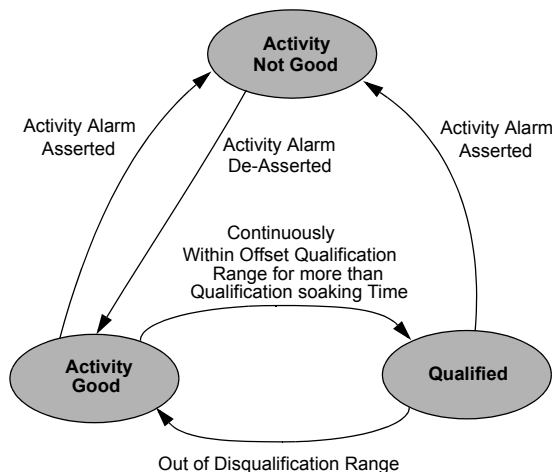 Activity
Not Good
Activity Alarm
Asserted
Activity Alarm
De-Asserted
Activity Alarm
Asserted
Continuously
Within Offset Qualification
Range for more than
Qualification soaking Time
Activity
Good
Qualified
Out of Disqualification Range